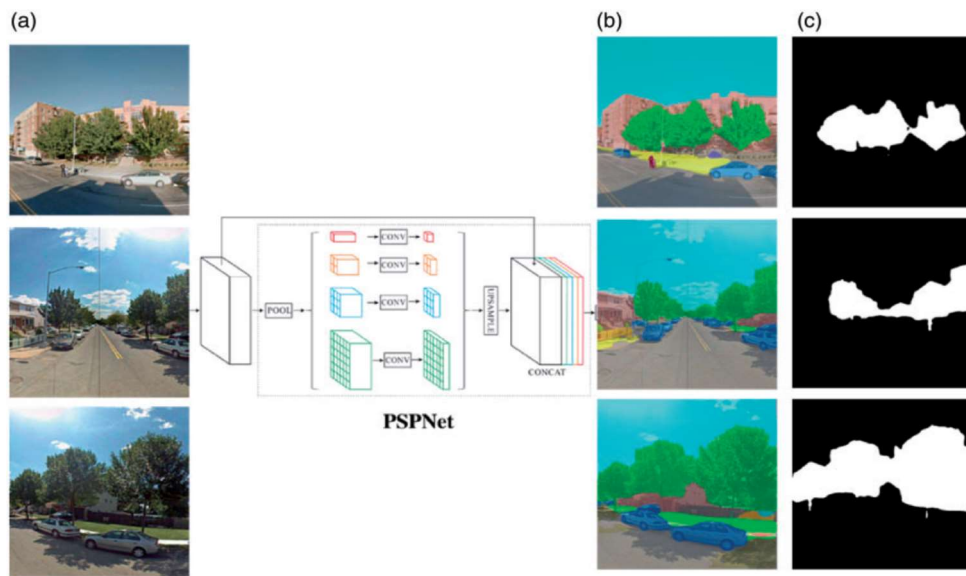 (a)
(b)
(c)
CONV
CONV
POOL
CONV
UPSAMPLE
CONV
CONCAT
PSPNet